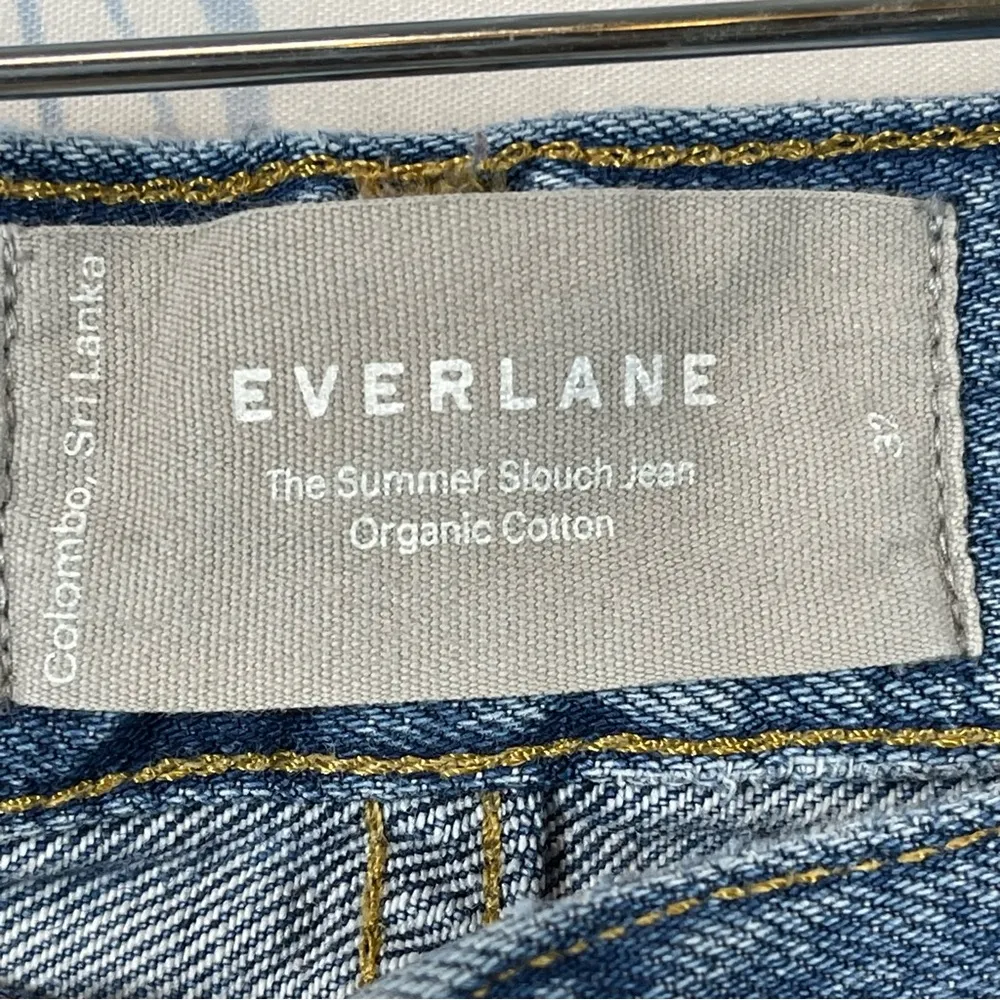 Colombo, Sri Lanka
EVERLANE
The Summer Slouch Jean
Organic Cotton
32